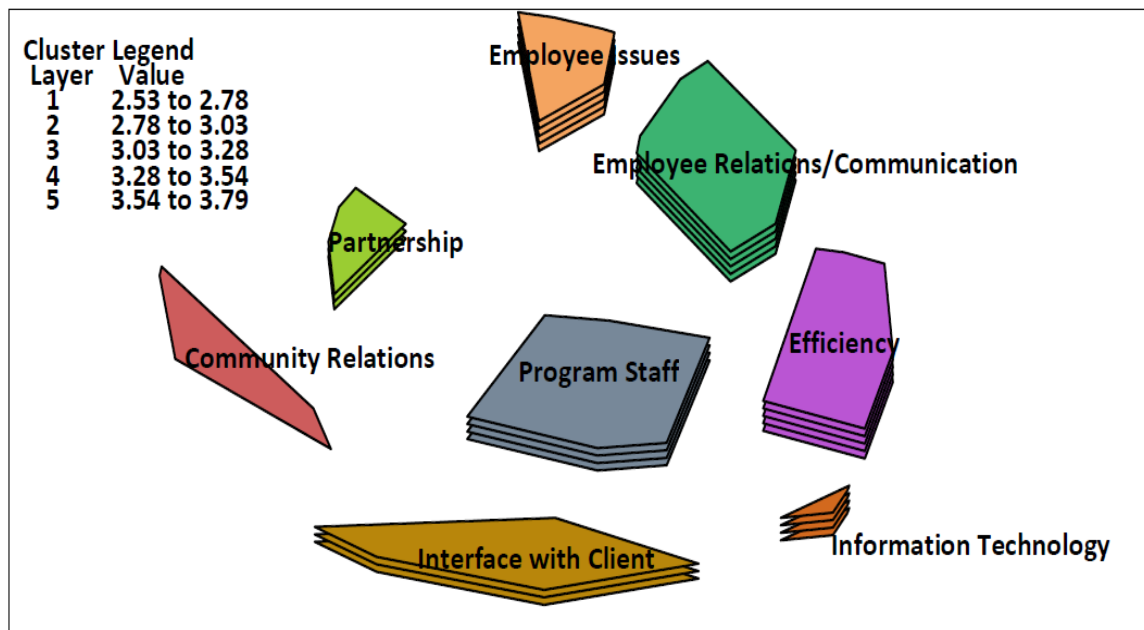 Cluster Legend
Layer Value
1 2.53 to 2.78
2 2.78 to 3.03
3 3.03 to 3.28
4 3.28 to 3.54
5 3.54 to 3.79
Employee Issues
Employee Relations/Communication
Partnership
Community Relations
Program Staff
Efficiency
Interface with Client
Information Technology